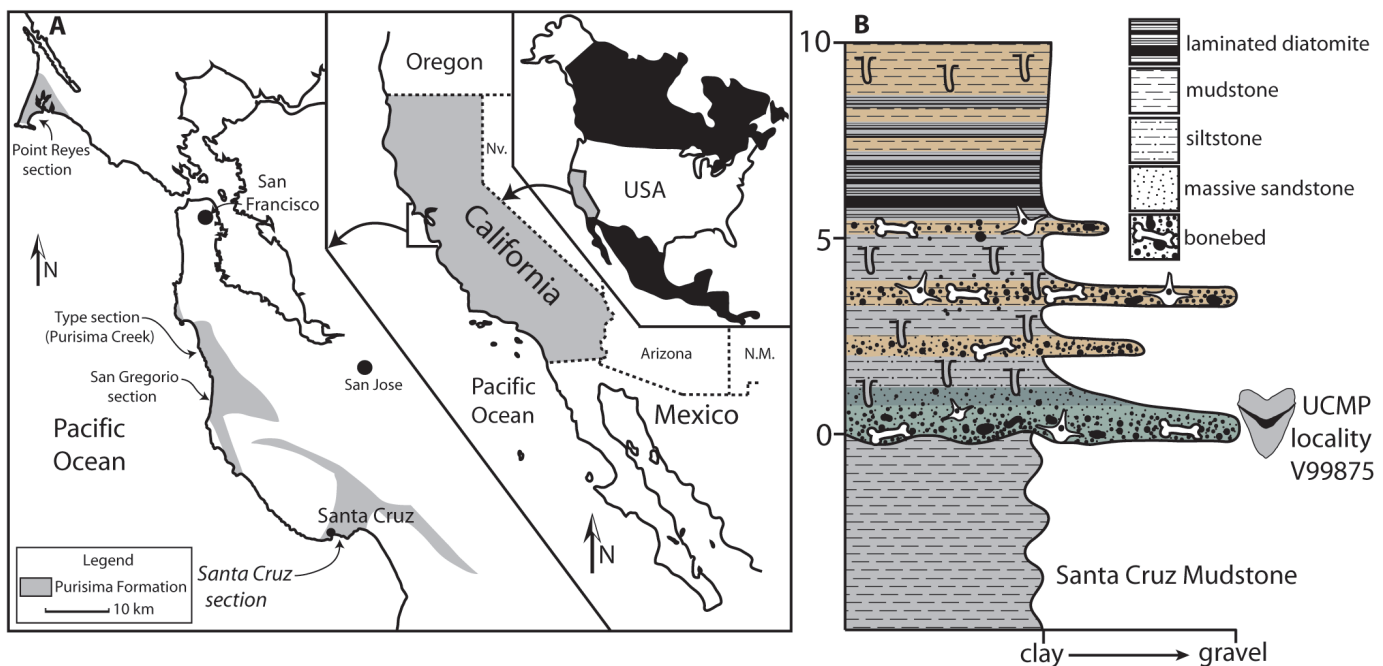 A
Point Reyes
section
San
Francisco
N
Type section
(Purisima Creek)
San Gregorio
section
San Jose
Pacific
Ocean
Santa Cruz
Santa Cruz
section
Legend
Purisima Formation
10 km
Oregon
Nv.
California
USA
Arizona
N.M.
Pacific
Ocean
Mexico
N
B
10
5
0
laminated diatomite
mudstone
siltstone
massive sandstone
bonebed
UCMP
locality
V99875
Santa Cruz Mudstone
clay
gravel